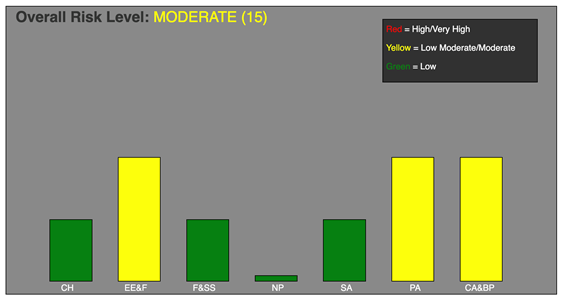 Overall Risk Level: MODERATE (15)
Red = High/Very High
Yellow = Low Moderate/Moderate
Green = Low
CH EE&F F&SS NP SA PA CA&BP